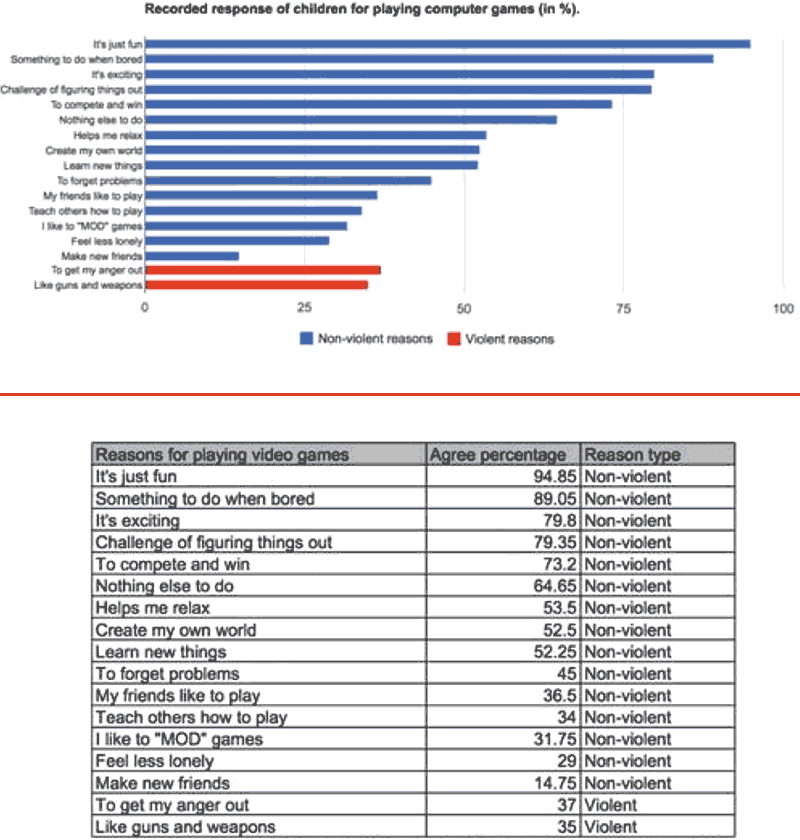 Recorded response of children for playing computer games (in %).
It's just fun
Something to do when bored
It's exciting
Challenge of figuring things out
To compete and win
Nothing else to do
Helps me relax
Create my own world
Learn new things
To forget problems
My friends like to play
Teach others how to play
I like to "MOD" games
Feel less lonely
Make new friends
To get my anger out
Like guns and weapons
0 25 50 75 100
Non-violent reasons Violent reasons
Reasons for playing video games Agree percentage Reason type
It's just fun 94.85 Non-violent
Something to do when bored 89.05 Non-violent
It's exciting 79.8 Non-violent
Challenge of figuring things out 79.35 Non-violent
To compete and win 73.2 Non-violent
Nothing else to do 64.65 Non-violent
Helps me relax 53.5 Non-violent
Create my own world 52.5 Non-violent
Learn new things 52.25 Non-violent
To forget problems 45 Non-violent
My friends like to play 36.5 Non-violent
Teach others how to play 34 Non-violent
I like to "MOD" games 31.75 Non-violent
Feel less lonely 29 Non-violent
Make new friends 14.75 Non-violent
To get my anger out 37 Violent
Like guns and weapons 35 Violent